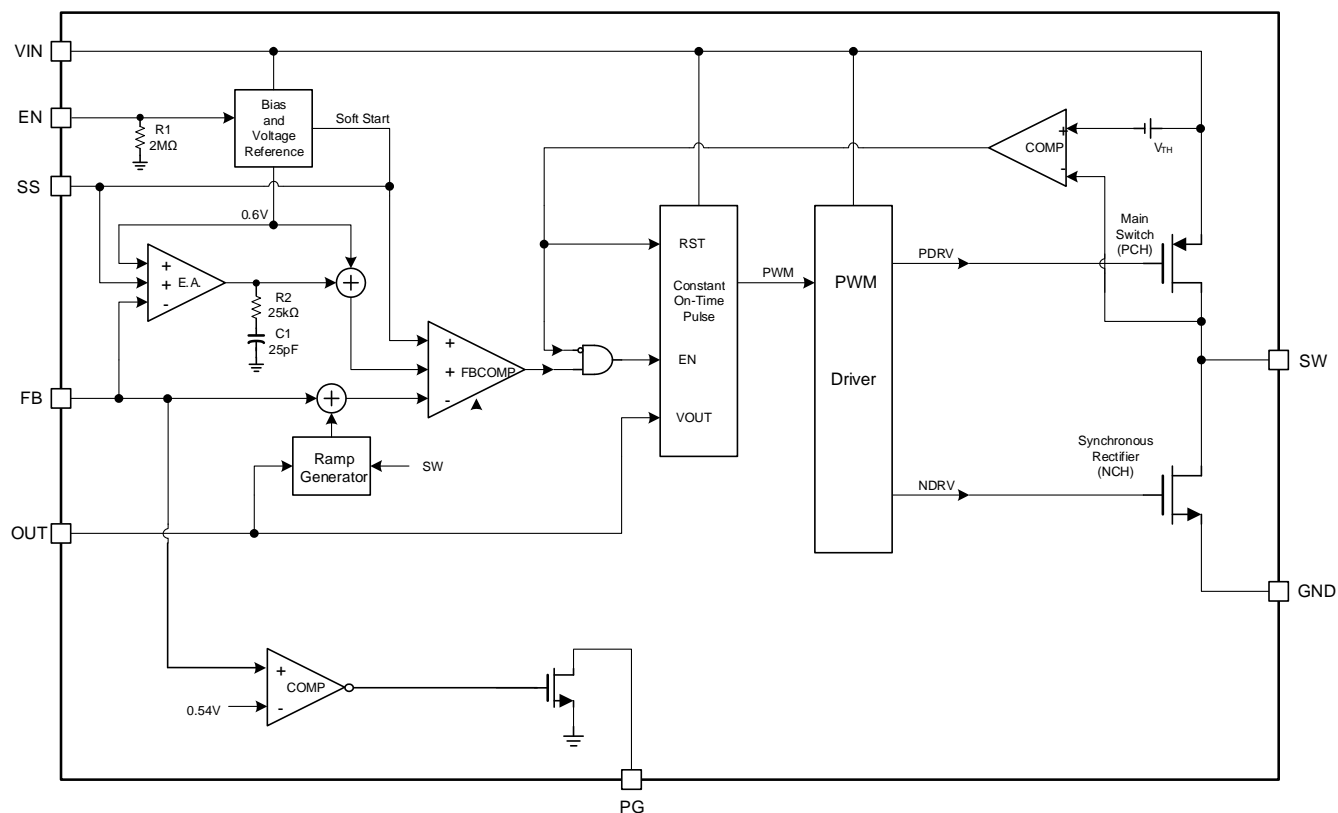 VIN
EN
R1
2MΩ
Bias
and
Voltage
Reference
Soft Start
SS
0.6V
+
+
-
E.A.
R2
25kΩ
C1
25pF
+
FB
+
+
+
-
FBCOMP
Ramp
Generator
SW
OUT
RST
Constant
On-Time
Pulse
EN
VOUT
PWM
PWM
Driver
PDRV
NDRV
COMP
+
-
VTH
Main
Switch
(PCH)
SW
Synchronous
Rectifier
(NCH)
GND
+
-
COMP
0.54V
PG